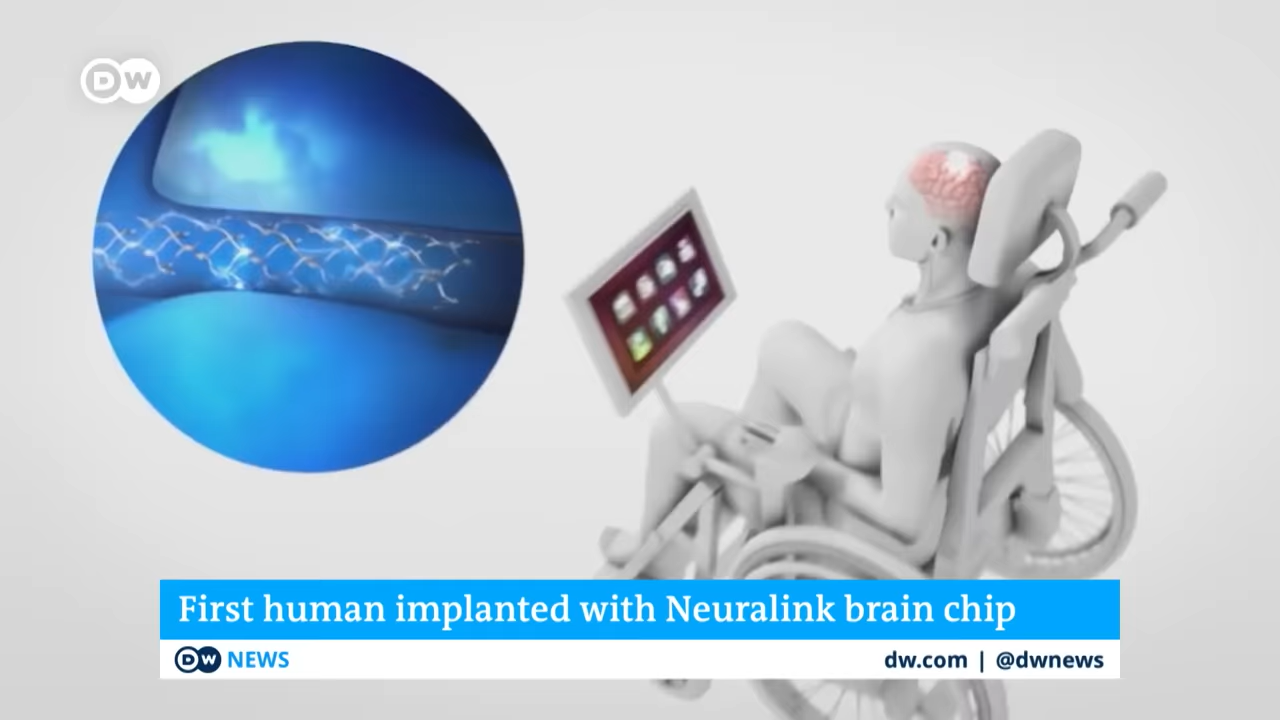 DW
First human implanted with Neuralink brain chip
DW NEWS
dw.com | @dwnews